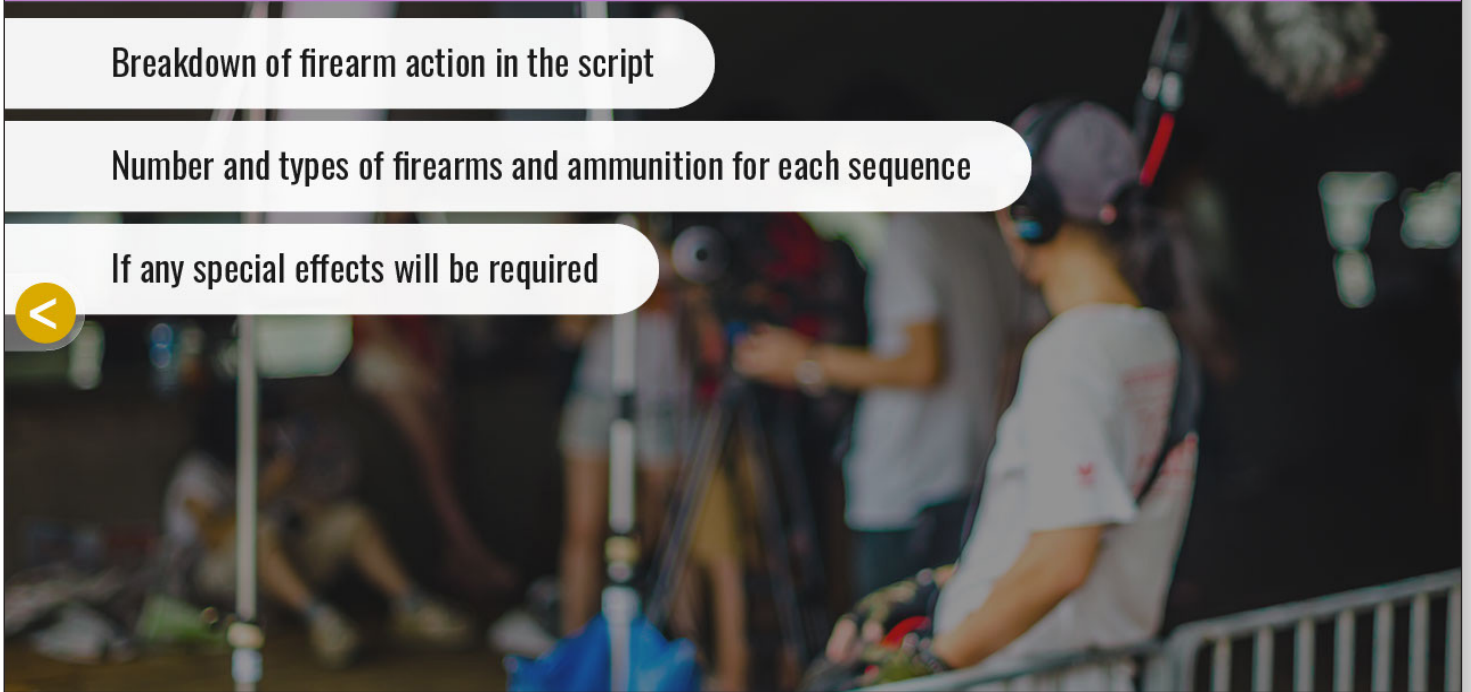 Breakdown of firearm action in the script
Number and types of firearms and ammunition for each sequence
If any special effects will be required
<